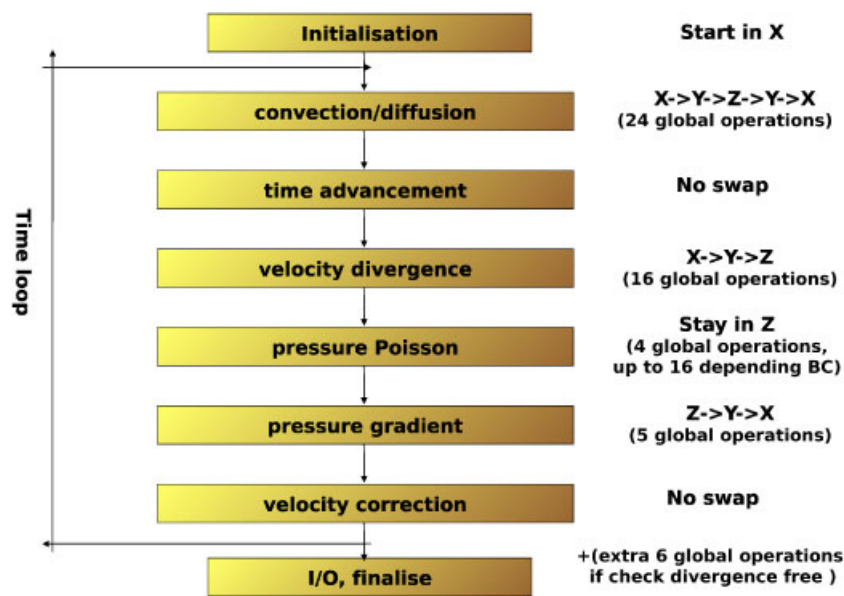 Initialisation
Start in X
convection/diffusion
X->Y->Z->Y->X
(24 global operations)
time advancement
No swap
Time loop
velocity divergence
X->Y->Z
(16 global operations)
pressure Poisson
Stay in Z
(4 global operations,
up to 16 depending BC)
pressure gradient
Z->Y->X
(5 global operations)
velocity correction
No swap
I/O, finalise
+(extra 6 global operations
if check divergence free )